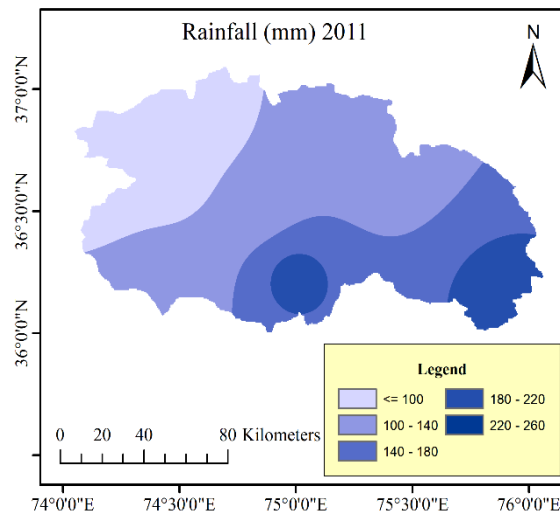 Rainfall (mm) 2011
N
37°0'0"N
36°30'0"N
36°0'0"N
Legend
<= 100
180 - 220
100 - 140
220 - 260
140 - 180
0 20 40 80 Kilometers
74°0'0"E 74°30'0"E 75°0'0"E 75°30'0"E 76°0'0"E